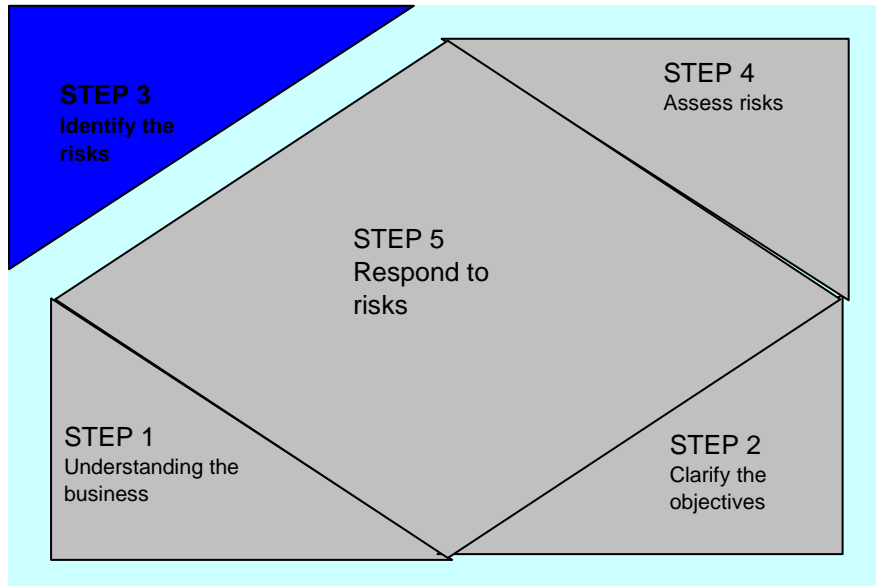 STEP 3
Identify the
risks
STEP 4
Assess risks
STEP 5
Respond to
risks
STEP 1
Understanding the
business
STEP 2
Clarify the
objectives